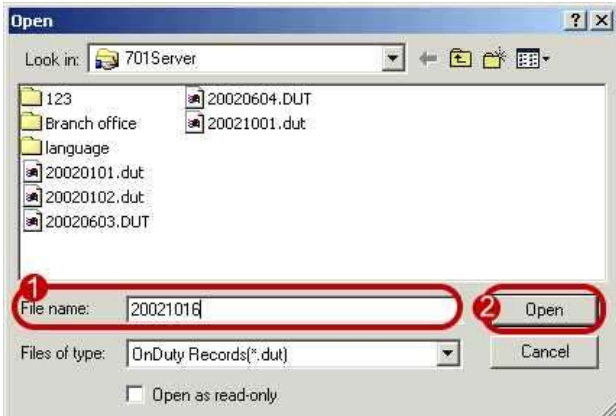 Open
Look in: 701Server
123
Branch office
language
20020101.dut
20020102.dut
20020603.DUT
20020604.DUT
20021001.dut
1
File name: 20021016
2 Open
Files of type: OnDuty Records(*.dut)
Cancel
Open as read-only